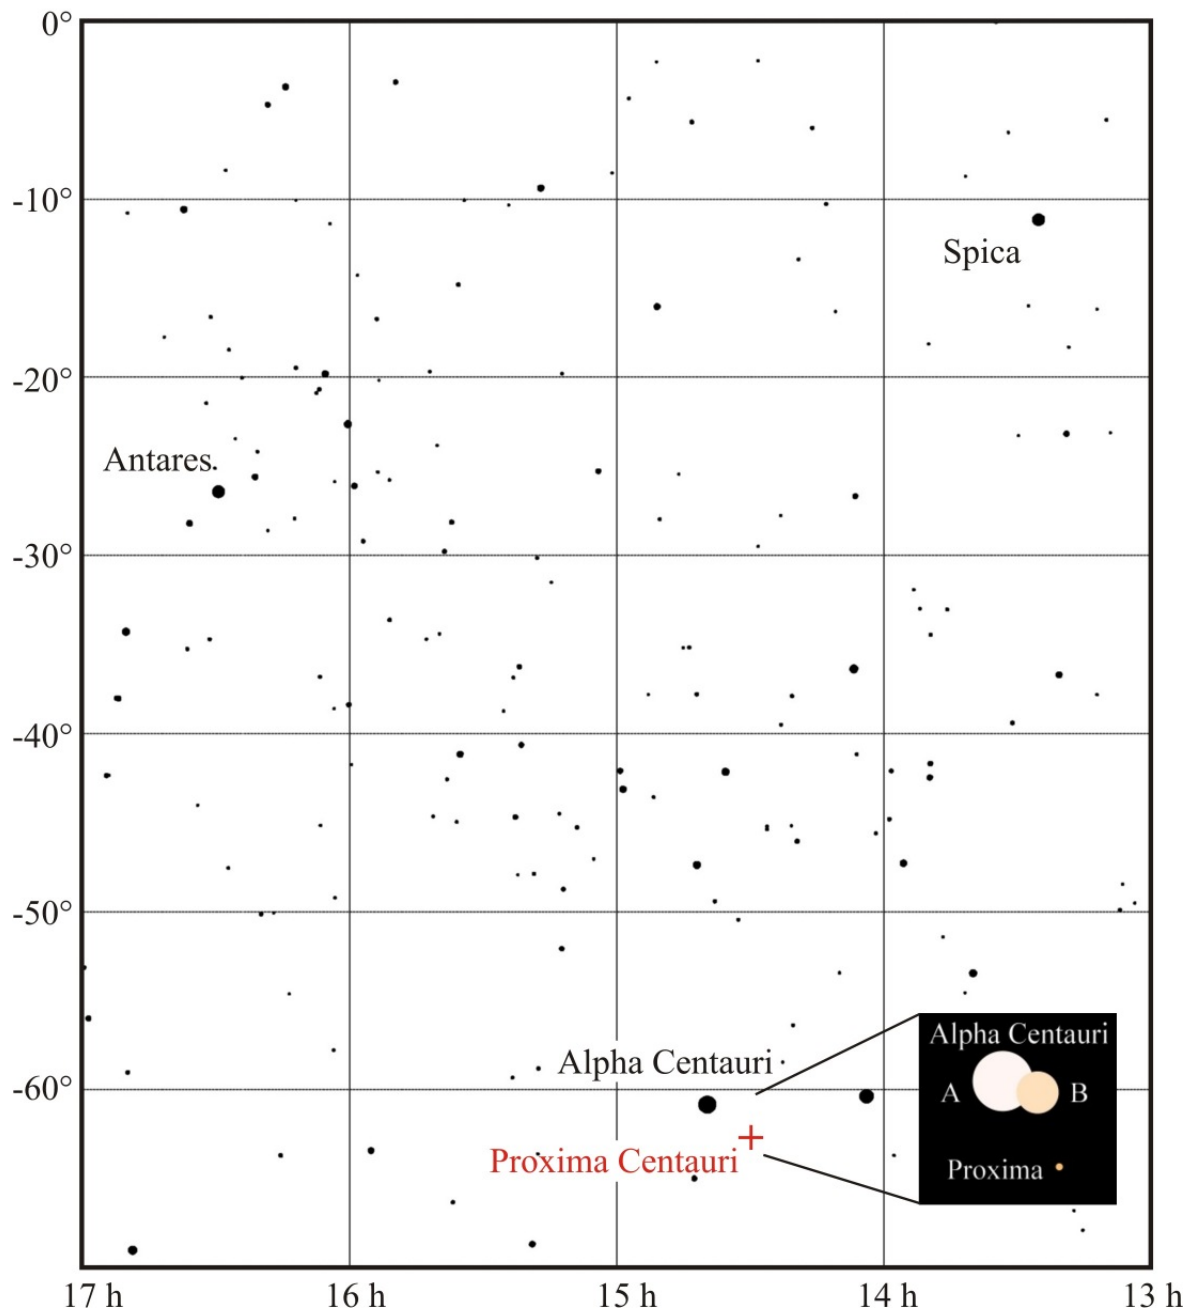 0°
-10°
Spica
-20°
Antares
-30°
-40°
-50°
Alpha Centauri
Alpha Centauri
-60°
A
B
Proxima Centauri
Proxima
17 h
16 h
15 h
14 h
13 h